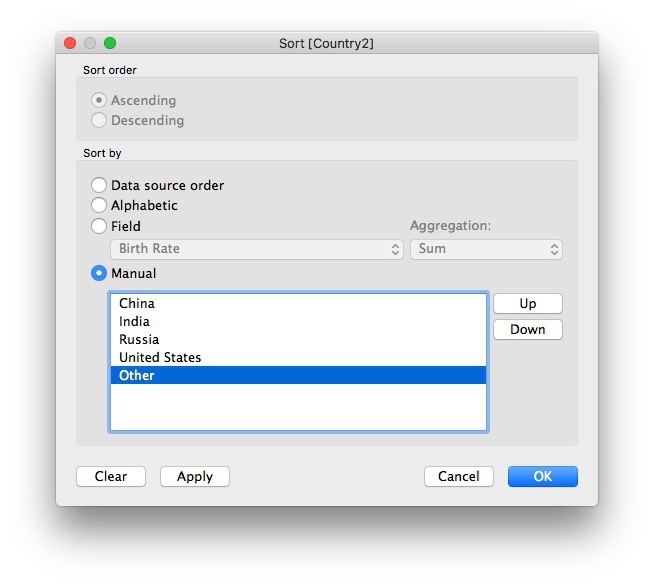 Sort [Country2]
Sort order
Ascending
Descending
Sort by
Data source order
Alphabetic
Field
Aggregation:
Birth Rate
Sum
Manual
China
India
Russia
United States
Other
Up
Down
Clear
Apply
Cancel
OK